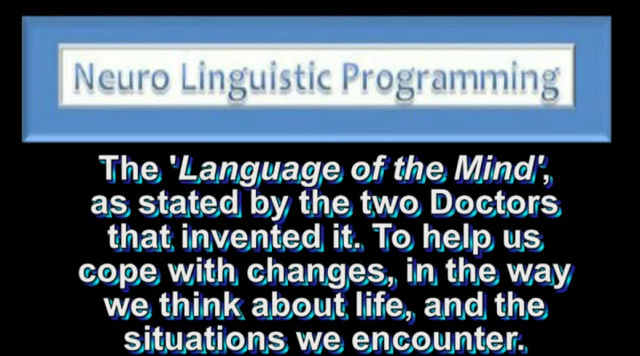 Neuro Linguistic Programming
The 'Language of the Mind',
as stated by the two Doctors
that invented it. To help us
cope with changes, in the way
we think about life, and the
situations we encounter.